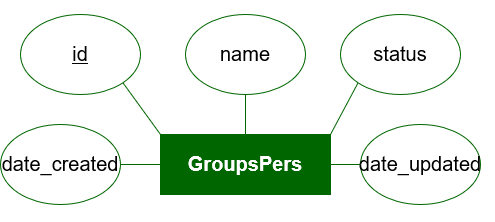 id
name
status
date_created
GroupsPers
date_updated